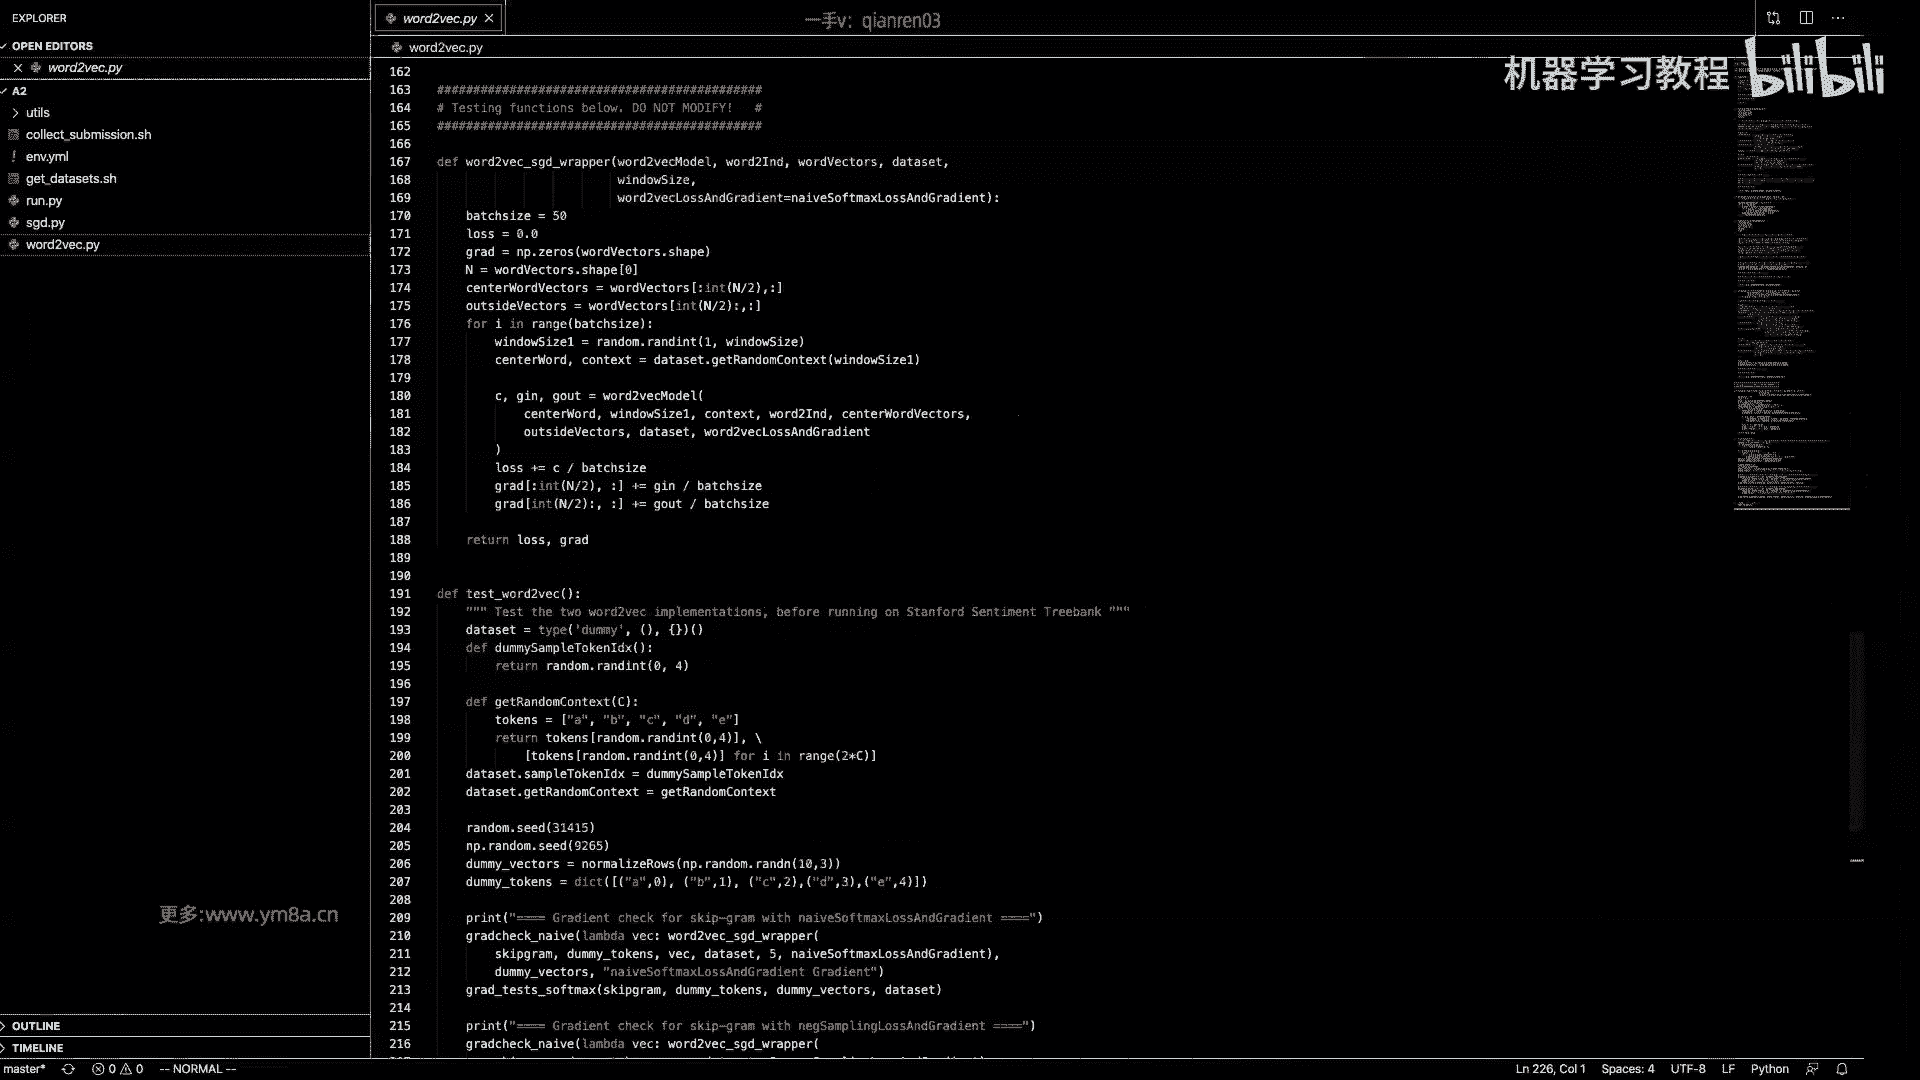 EXPLORER
OPEN EDITORS
word2vec.py
A2
utils
collect_submission.sh
! env.yml
get_datasets.sh
run.py
sgd.py
word2vec.py
更多:www.ym8a.cn
OUTLINE
TIMELINE
word2vec.py
一手v: qianren03
word2vec.py
机器学习教程 bilibili
162
163 #############################################
164 # Testing functions below. DO NOT MODIFY!   #
165 #############################################
166
167 def word2vec_sgd_wrapper(word2vecModel, word2Ind, wordVectors, dataset,
168                          windowSize,
169                          word2vecLossAndGradient=naiveSoftmaxLossAndGradient):
170     batchsize = 50
171     loss = 0.0
172     grad = np.zeros(wordVectors.shape)
173     N = wordVectors.shape[0]
174     centerWordVectors = wordVectors[:int(N/2),:]
175     outsideVectors = wordVectors[int(N/2):,:]
176     for i in range(batchsize):
177         windowSize1 = random.randint(1, windowSize)
178         centerWord, context = dataset.getRandomContext(windowSize1)
179
180         c, gin, gout = word2vecModel(
181             centerWord, windowSize1, context, word2Ind, centerWordVectors,
182             outsideVectors, dataset, word2vecLossAndGradient
183         )
184         loss += c / batchsize
185         grad[:int(N/2), :] += gin / batchsize
186         grad[int(N/2):, :] += gout / batchsize
187
188     return loss, grad
189
190
191 def test_word2vec():
192     """ Test the two word2vec implementations, before running on Stanford Sentiment Treebank """
193     dataset = type('dummy', (), {})()
194     def dummySampleTokenIdx():
195         return random.randint(0, 4)
196
197     def getRandomContext(C):
198         tokens = ["a", "b", "c", "d", "e"]
199         return tokens[random.randint(0,4)], \
200             [tokens[random.randint(0,4)] for i in range(2*C)]
201     dataset.sampleTokenIdx = dummySampleTokenIdx
202     dataset.getRandomContext = getRandomContext
203
204     random.seed(31415)
205     np.random.seed(9265)
206     dummy_vectors = normalizeRows(np.random.randn(10,3))
207     dummy_tokens = dict([("a",0), ("b",1), ("c",2),("d",3),("e",4)])
208
209     print("==== Gradient check for skip-gram with naiveSoftmaxLossAndGradient ====")
210     gradcheck_naive(lambda vec: word2vec_sgd_wrapper(
211         skipgram, dummy_tokens, vec, dataset, 5, naiveSoftmaxLossAndGradient),
212         dummy_vectors, "naiveSoftmaxLossAndGradient Gradient")
213     grad_tests_softmax(skipgram, dummy_tokens, dummy_vectors, dataset)
214
215     print("==== Gradient check for skip-gram with negSamplingLossAndGradient ====")
216     gradcheck_naive(lambda vec: word2vec_sgd_wrapper(
master* 0 0 -- NORMAL -- Ln 226, Col 1 Spaces: 4 UTF-8 LF Python